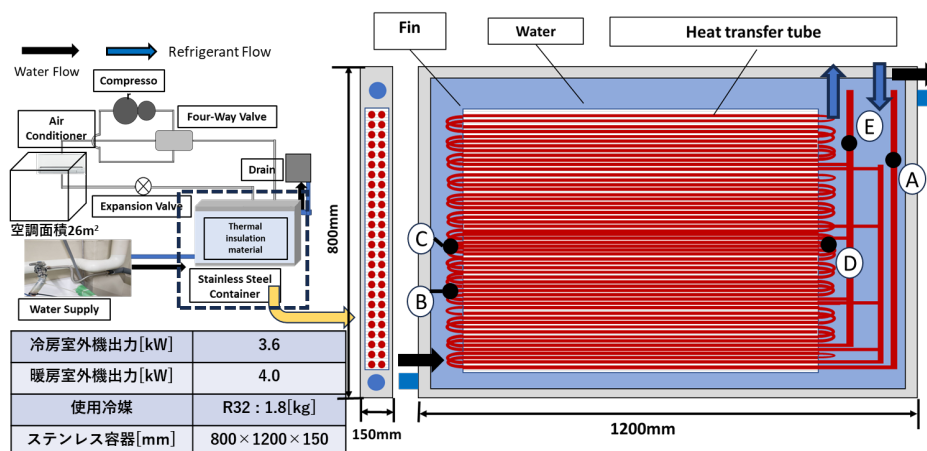 Water Flow
Refrigerant Flow
Compresso
Four-Way Valve
Air
Conditioner
Drain
Expansion Valve
空調面積26m²
Thermal
insulation
material
Stainless Steel
Container
Water Supply
冷房室外機出力[kW] 3.6
暖房室外機出力[kW] 4.0
使用冷媒 R32 : 1.8[kg]
ステンレス容器[mm] 800×1200×150
Fin
Water
Heat transfer tube
800mm
150mm
1200mm
E
A
C
D
B